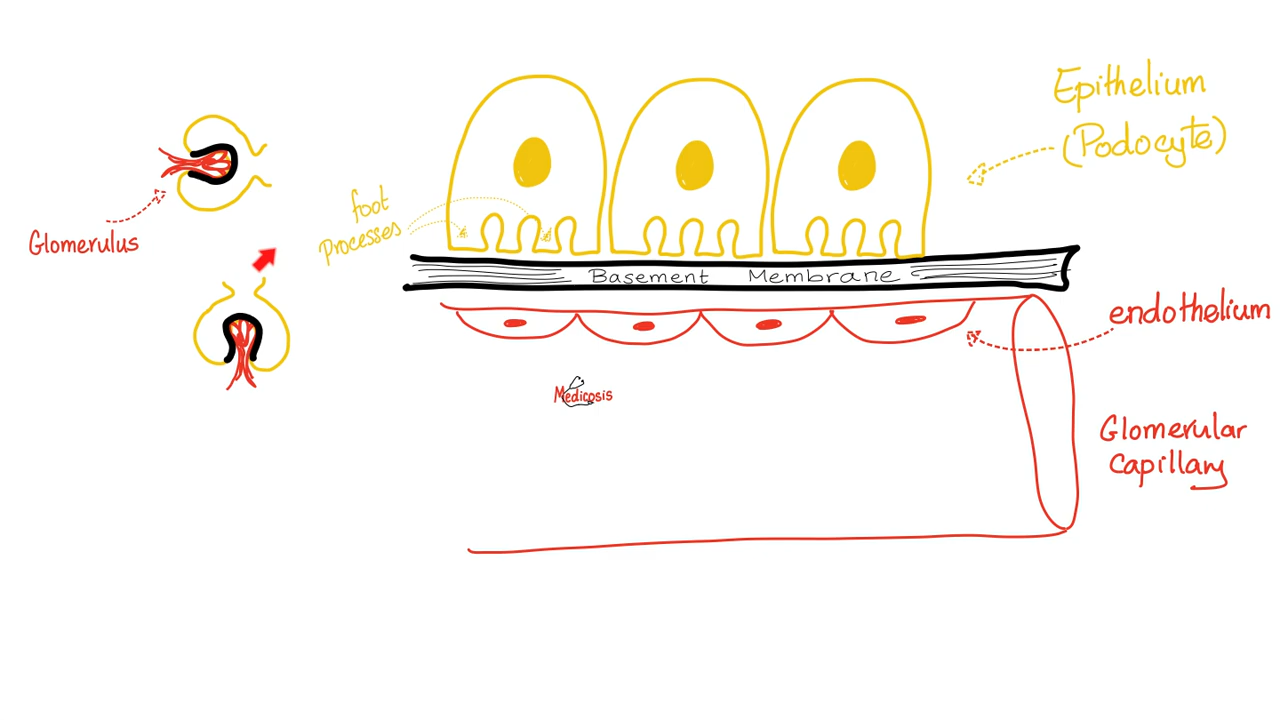 Epithelium
(Podocyte)
foot
processes
Glomerulus
Basement Membrane
endothelium
Medicosis
Glomerular
Capillary